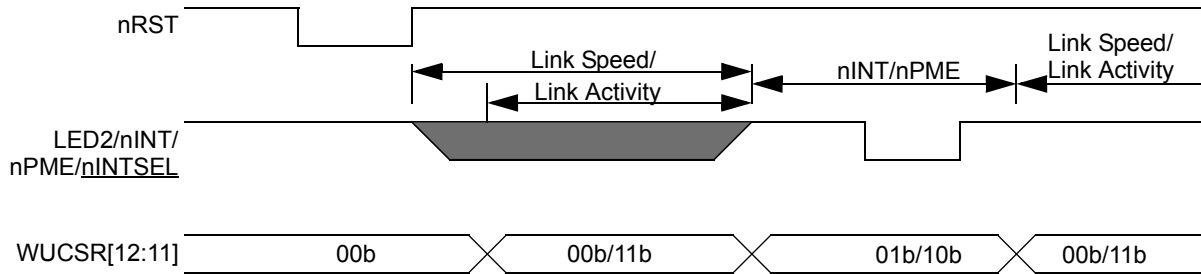 nRST
Link Speed/
Link Activity
nINT/nPME
Link Speed/
Link Activity
LED2/nINT/
nPME/nINTSEL
WUCSR[12:11]
00b
00b/11b
01b/10b
00b/11b